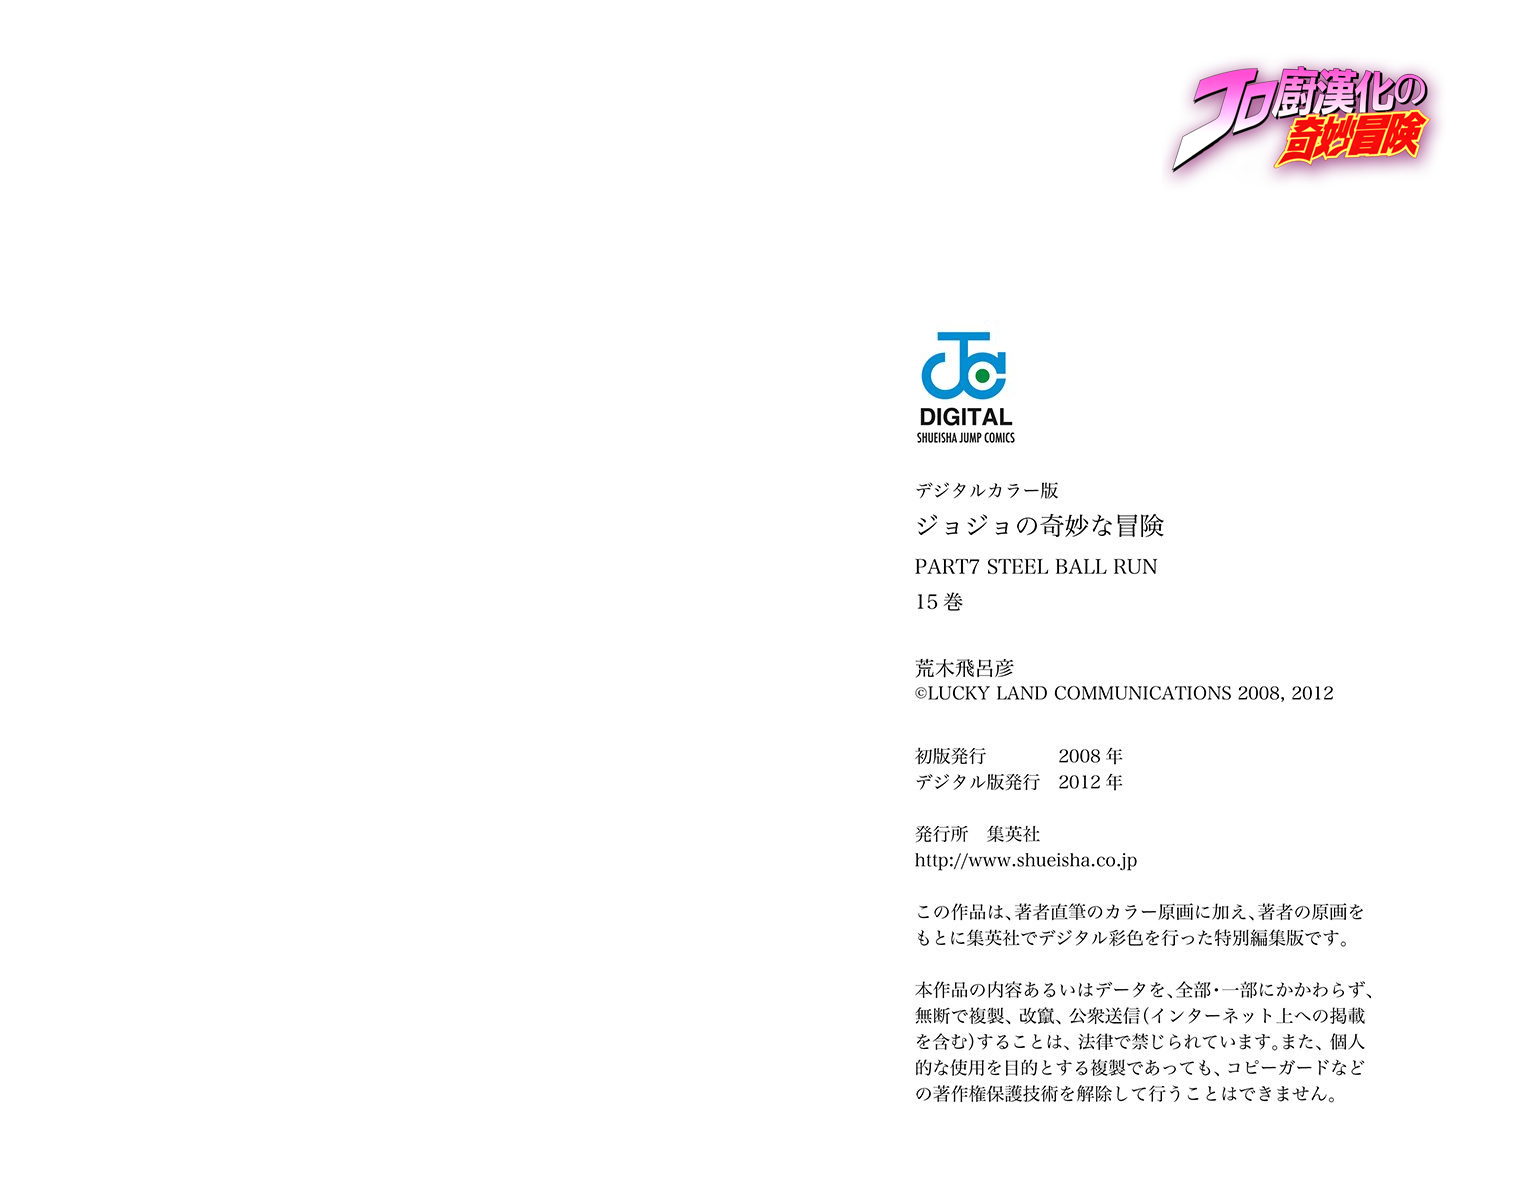 JO廚漢化の
奇妙冒険
JC
DIGITAL
SHUEISHA JUMP COMICS
デジタルカラー版
ジョジョの奇妙な冒険
PART7 STEEL BALL RUN
15 巻
荒木飛呂彦
©LUCKY LAND COMMUNICATIONS 2008, 2012
初版発行 2008 年
デジタル版発行 2012 年
発行所 集英社
http://www.shueisha.co.jp
この作品は、著者直筆のカラー原画に加え、著者の原画を
もとに集英社でデジタル彩色を行った特別編集版です。
本作品の内容あるいはデータを、全部・一部にかかわらず、
無断で複製、改竄、公衆送信(インターネット上への掲載
を含む)することは、法律で禁じられています。また、個人
的な使用を目的とする複製であっても、コピーガードなど
の著作権保護技術を解除して行うことはできません。